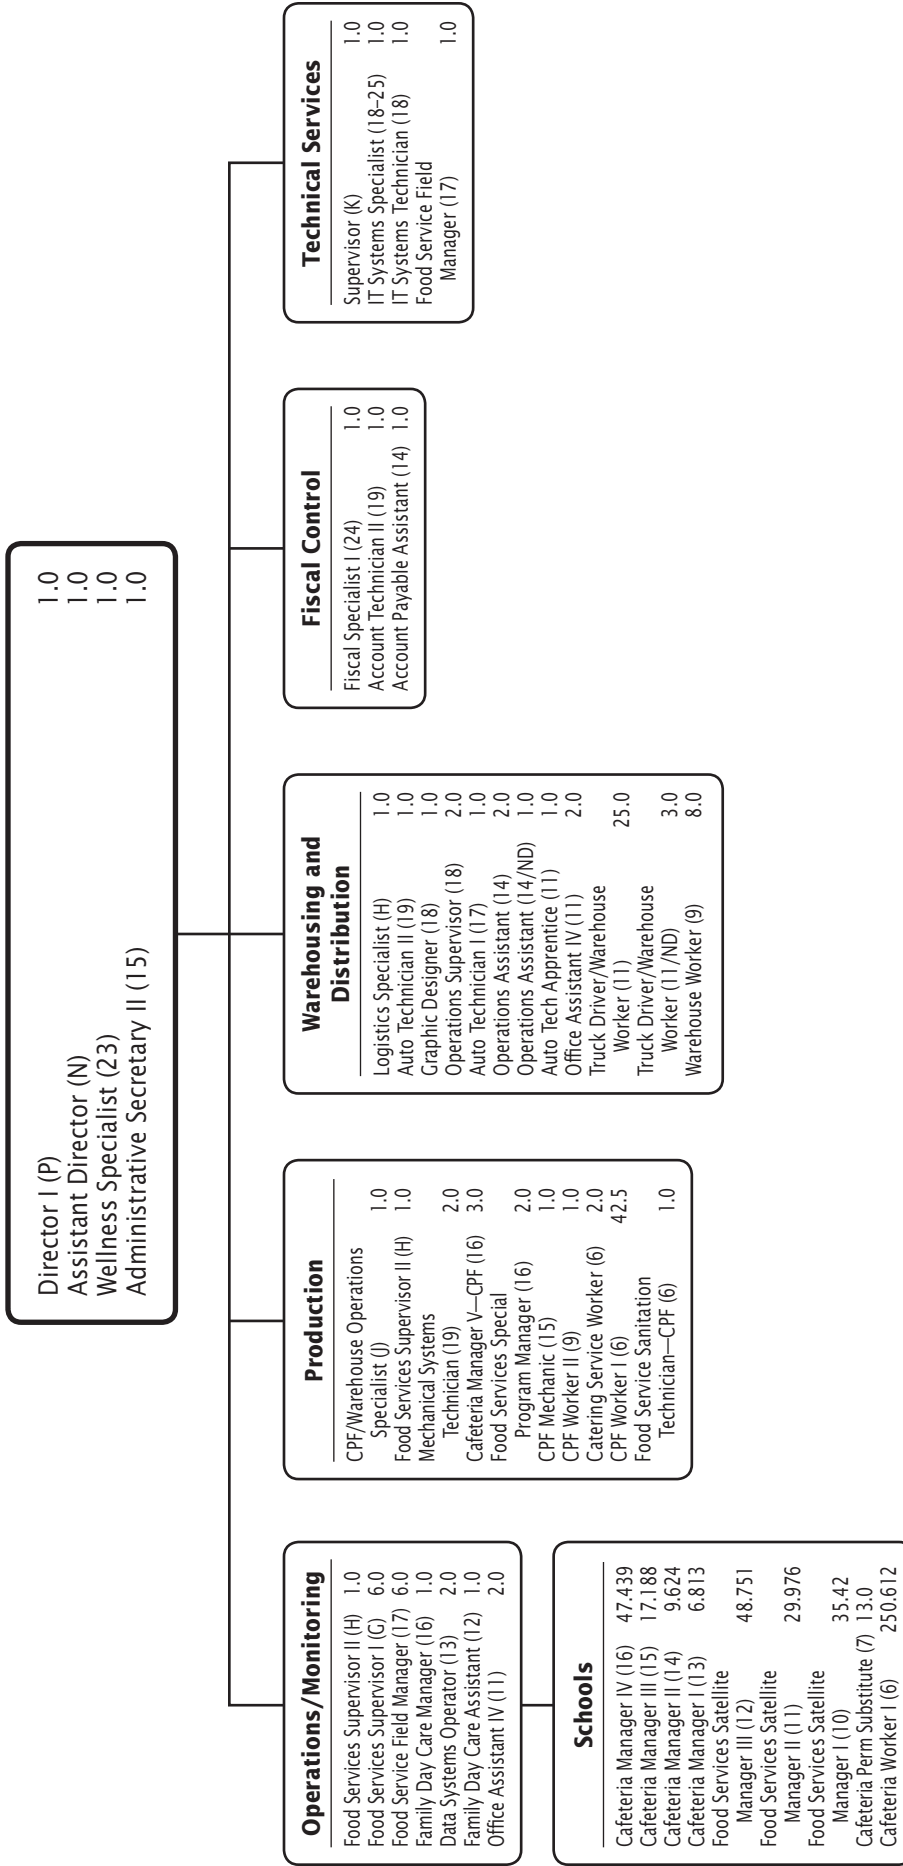 Director I (P) 1.0
Assistant Director (N) 1.0
Wellness Specialist (23) 1.0
Administrative Secretary II (15) 1.0
Operations/Monitoring
Food Services Supervisor II (H) 1.0
Food Services Supervisor I (G) 6.0
Food Service Field Manager (17) 6.0
Family Day Care Manager (16) 1.0
Data Systems Operator (13) 2.0
Family Day Care Assistant (12) 1.0
Office Assistant IV (11) 2.0
Schools
Cafeteria Manager IV (16) 47.439
Cafeteria Manager III (15) 17.188
Cafeteria Manager II (14) 9.624
Cafeteria Manager I (13) 6.813
Food Services Satellite
Manager III (12) 48.751
Food Services Satellite
Manager II (11) 29.976
Food Services Satellite
Manager I (10) 35.42
Cafeteria Perm Substitute (7) 13.0
Cafeteria Worker I (6) 250.612
Production
CPF/Warehouse Operations
Specialist (J) 1.0
Food Services Supervisor II (H) 1.0
Mechanical Systems
Technician (19) 2.0
Cafeteria Manager V—CPF (16) 3.0
Food Services Special
Program Manager (16) 2.0
CPF Mechanic (15) 1.0
CPF Worker II (9) 1.0
Catering Service Worker (6) 2.0
CPF Worker I (6) 42.5
Food Service Sanitation
Technician—CPF (6) 1.0
Warehousing and
Distribution
Logistics Specialist (H) 1.0
Auto Technician II (19) 1.0
Graphic Designer (18) 1.0
Operations Supervisor (18) 2.0
Auto Technician I (17) 1.0
Operations Assistant (14) 2.0
Operations Assistant (14/ND) 1.0
Auto Tech Apprentice (11) 1.0
Office Assistant IV (11) 2.0
Truck Driver/Warehouse
Worker (11) 25.0
Truck Driver/Warehouse
Worker (11/ND) 3.0
Warehouse Worker (9) 8.0
Fiscal Control
Fiscal Specialist I (24) 1.0
Account Technician II (19) 1.0
Account Payable Assistant (14) 1.0
Technical Services
Supervisor (K) 1.0
IT Systems Specialist (18–25) 1.0
IT Systems Technician (18) 1.0
Food Service Field
Manager (17) 1.0